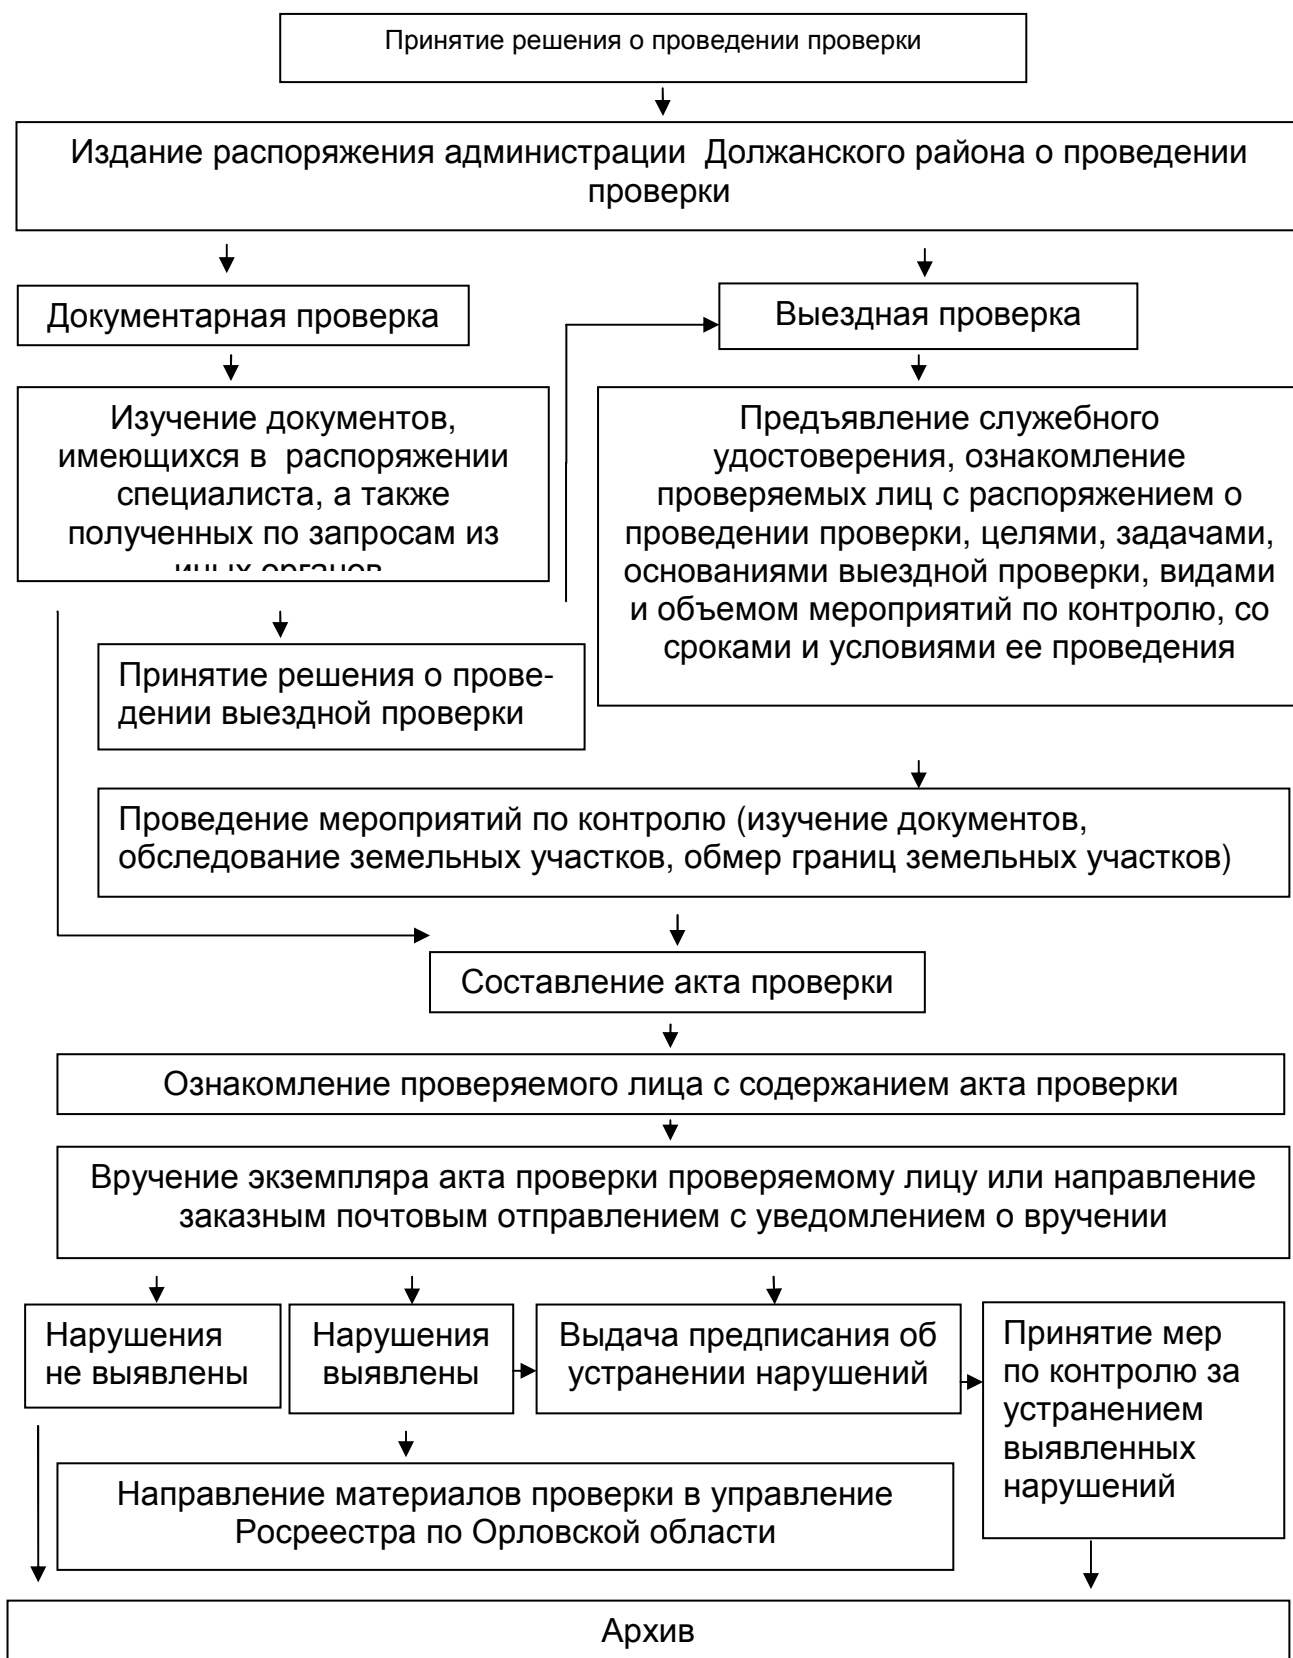 Принятие решения о проведении проверки
Издание распоряжения администрации Должанского района о проведении
проверки
Документарная проверка
Выездная проверка
Изучение документов,
имеющихся в распоряжении
специалиста, а также
полученных по запросам из
иных органов
Предъявление служебного
удостоверения, ознакомление
проверяемых лиц с распоряжением о
проведении проверки, целями, задачами,
основаниями выездной проверки, видами
и объемом мероприятий по контролю, со
сроками и условиями ее проведения
Принятие решения о прове-
дении выездной проверки
Проведение мероприятий по контролю (изучение документов,
обследование земельных участков, обмер границ земельных участков)
Составление акта проверки
Ознакомление проверяемого лица с содержанием акта проверки
Вручение экземпляра акта проверки проверяемому лицу или направление
заказным почтовым отправлением с уведомлением о вручении
Нарушения
не выявлены
Нарушения
выявлены
Выдача предписания об
устранении нарушений
Принятие мер
по контролю за
устранением
выявленных
нарушений
Направление материалов проверки в управление
Росреестра по Орловской области
Архив